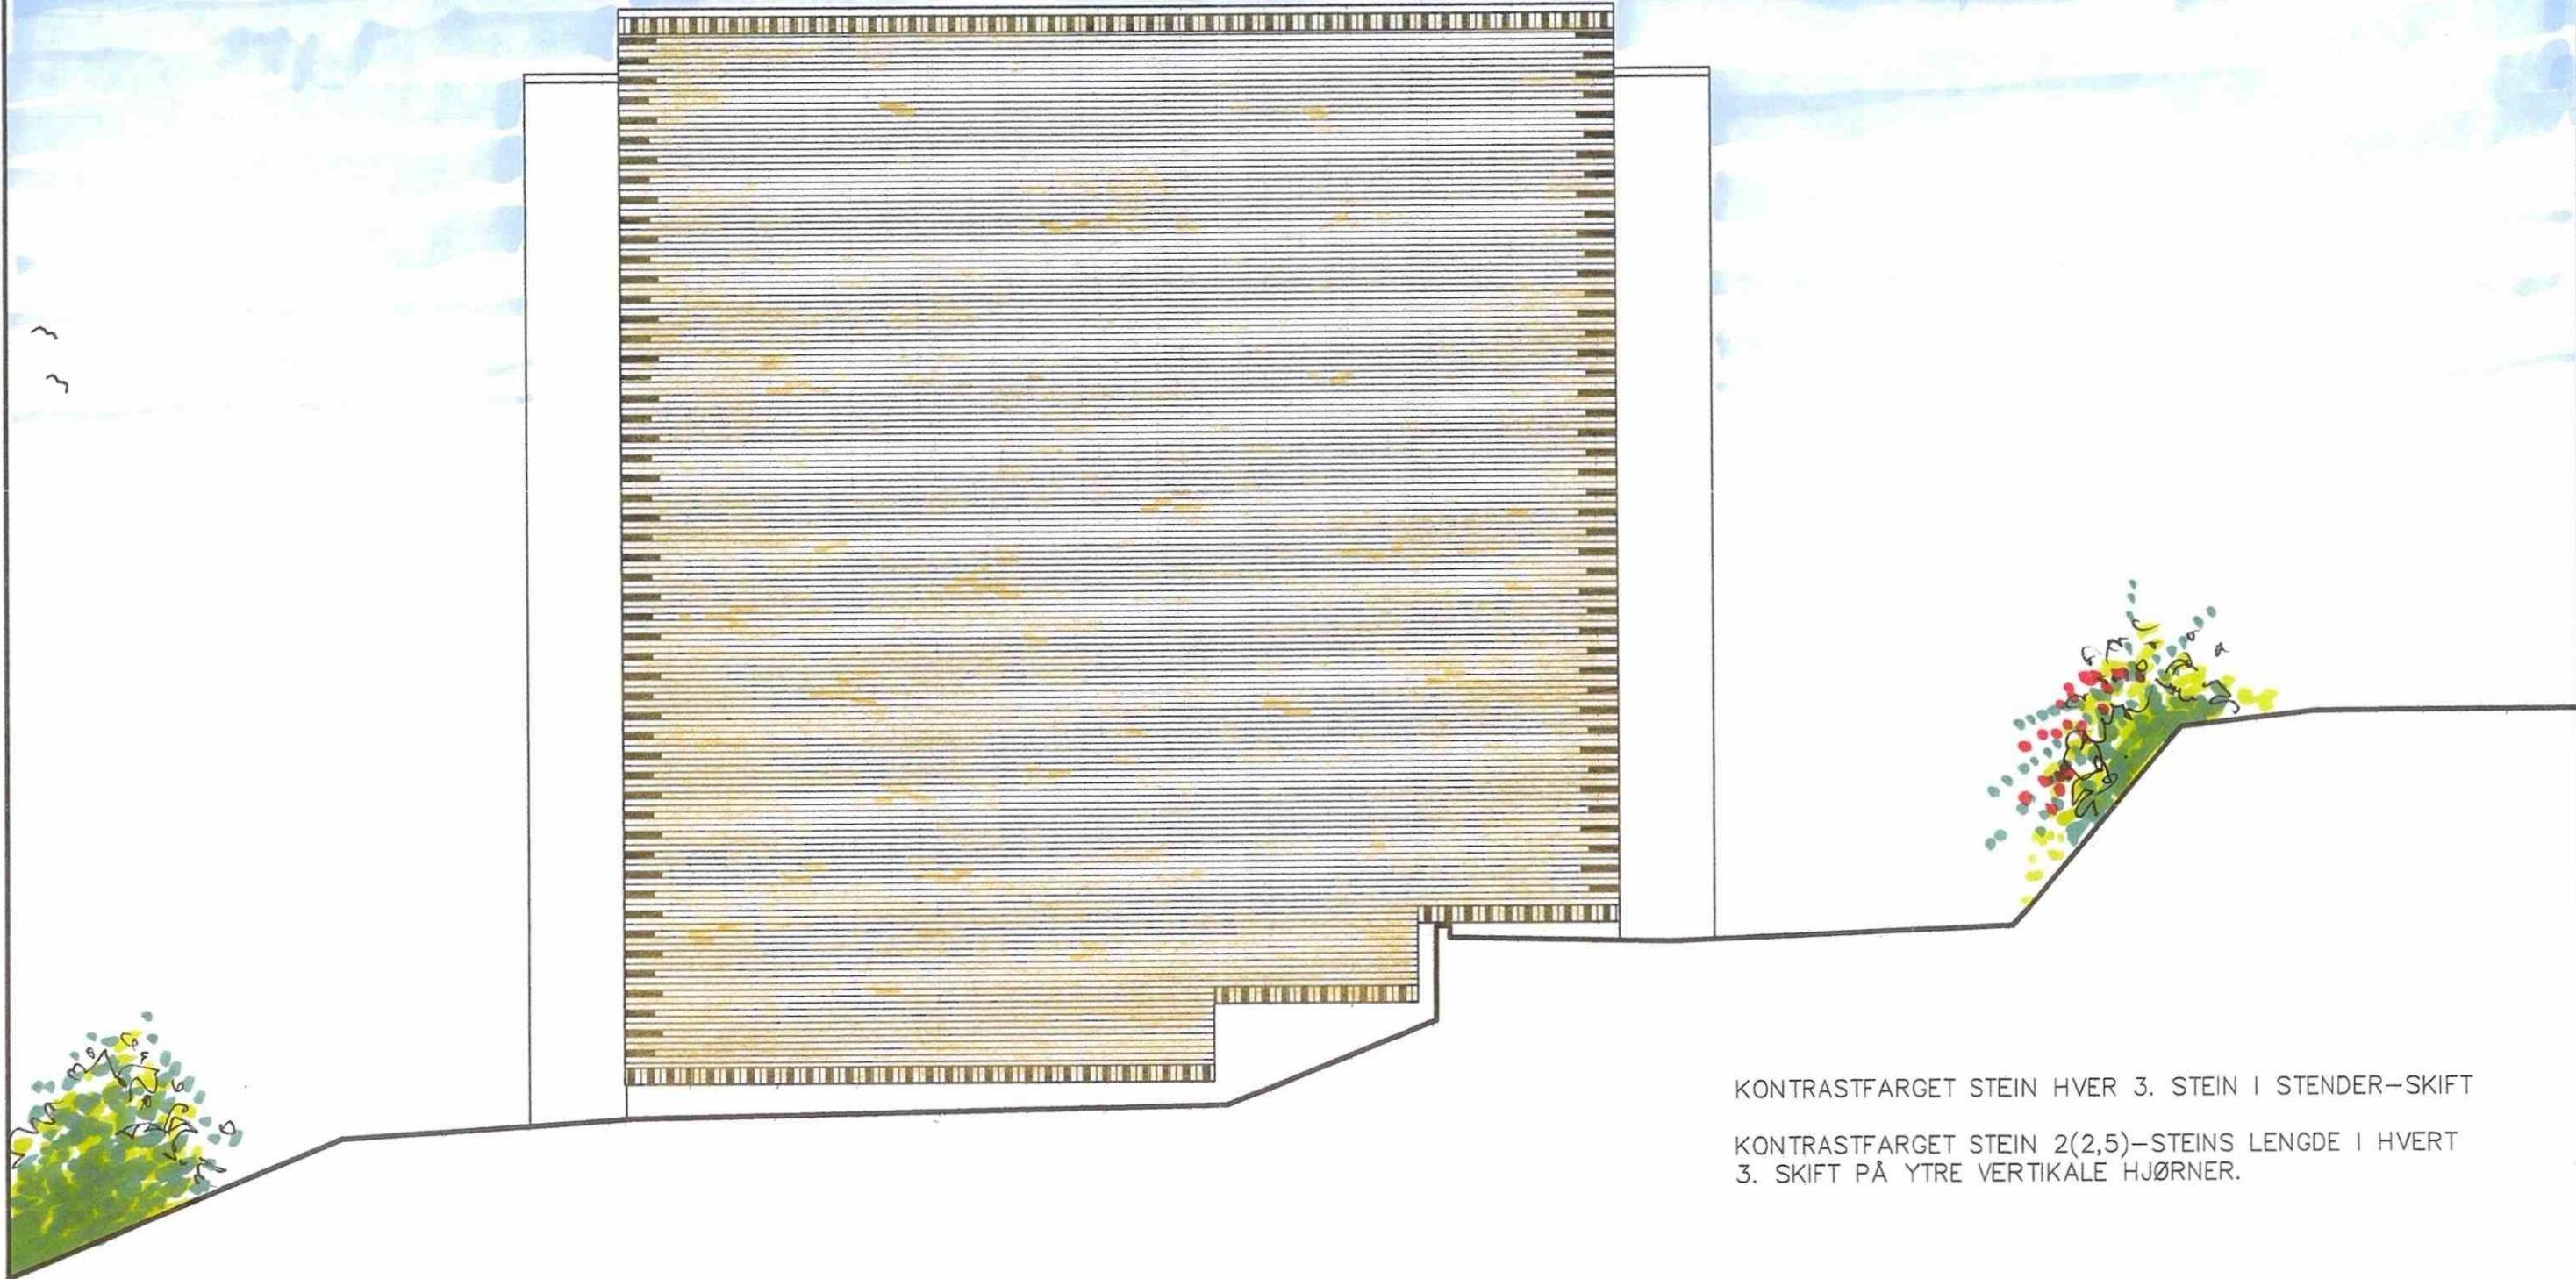 KONTRASTFARGET STEIN HVER 3. STEIN I STENDER-SKIFT
KONTRASTFARGET STEIN 2(2,5)-STEINS LENGDE I HVERT
3. SKIFT PÅ YTRE VERTIKALE HJØRNER.